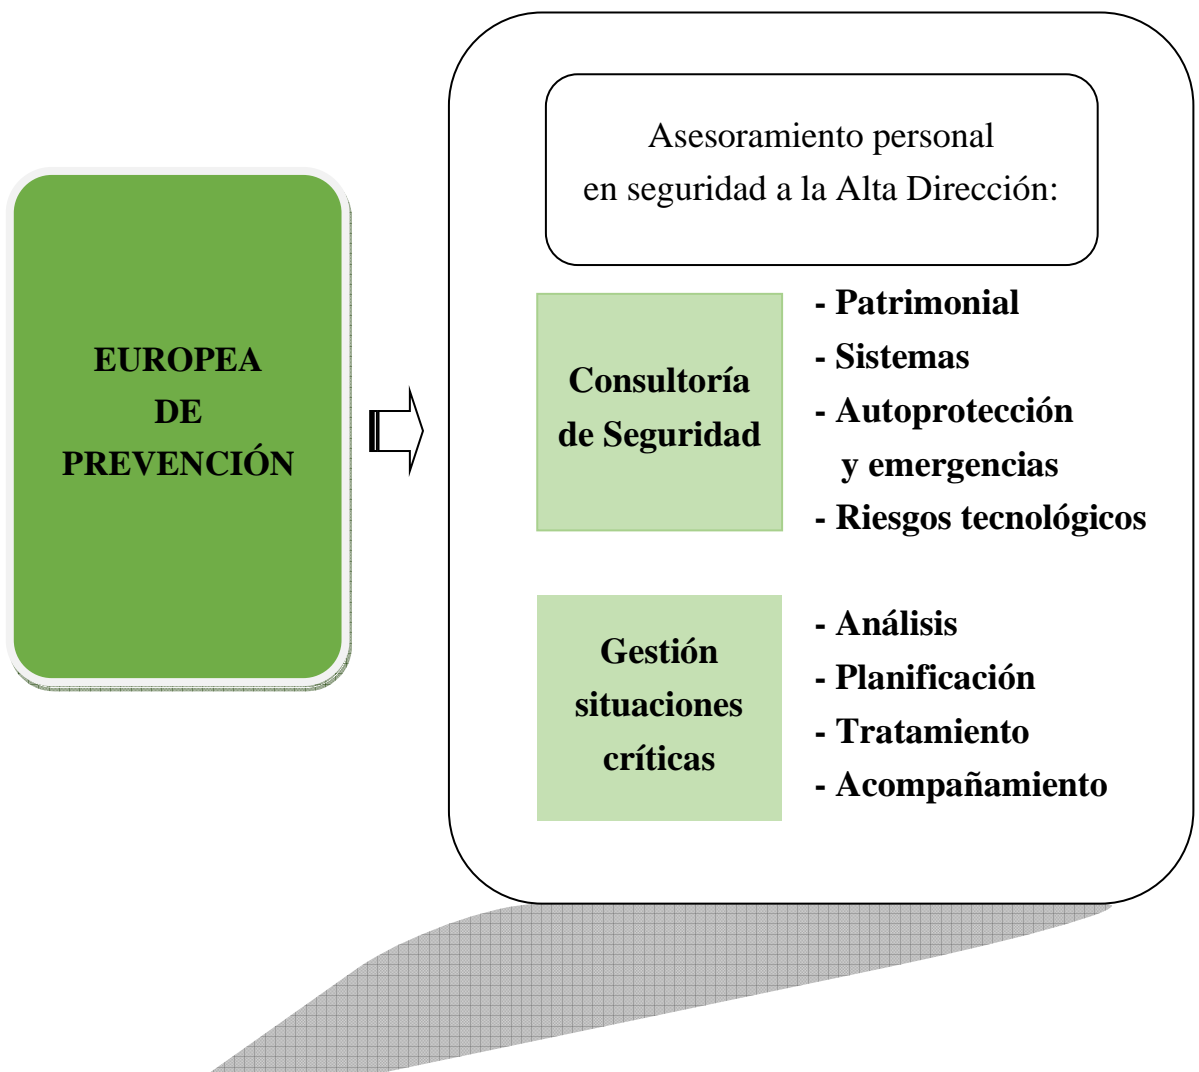 EUROPEA
DE
PREVENCIÓN
Asesoramiento personal
en seguridad a la Alta Dirección:
Consultoría
de Seguridad
- Patrimonial
- Sistemas
- Autoprotección
y emergencias
- Riesgos tecnológicos
Gestión
situaciones
críticas
- Análisis
- Planificación
- Tratamiento
- Acompañamiento